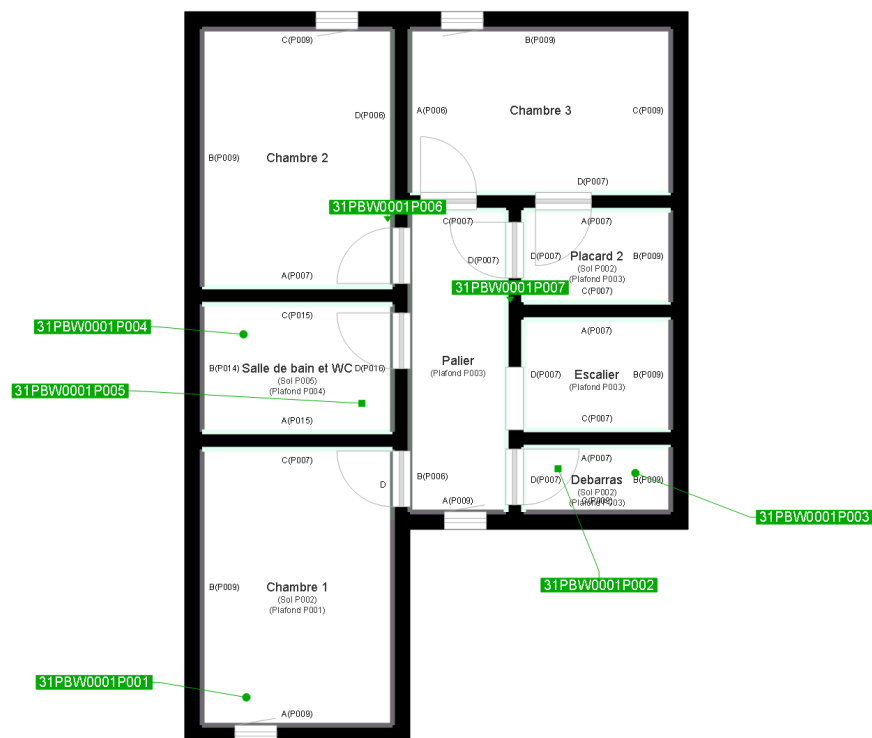 C(P009)
B(P009)
A(P006)
Chambre 3
C(P009)
D(P006)
B(P009)
Chambre 2
D(P007)
31PBW0001P006
C(P007)
A(P007)
D(P007)
D(P007)
Placard 2
B(P009)
(Sol P002)
(Plafond P003)
A(P007)
31PBW0001P007
C(P007)
C(P015)
31PBW0001P004
A(P007)
Palier
(Plafond P003)
B(P014)
Salle de bain et WC
D(P016)
(Sol P005)
(Plafond P004)
D(P007)
Escalier
B(P009)
(Plafond P003)
31PBW0001P005
A(P015)
C(P007)
C(P007)
A(P007)
D
B(P006)
D(P007)
Debarras
B(P009)
(Sol P002)
(Plafond P003)
C(P009)
A(P009)
31PBW0001P003
B(P009)
Chambre 1
(Sol P002)
(Plafond P001)
31PBW0001P002
31PBW0001P001
A(P009)